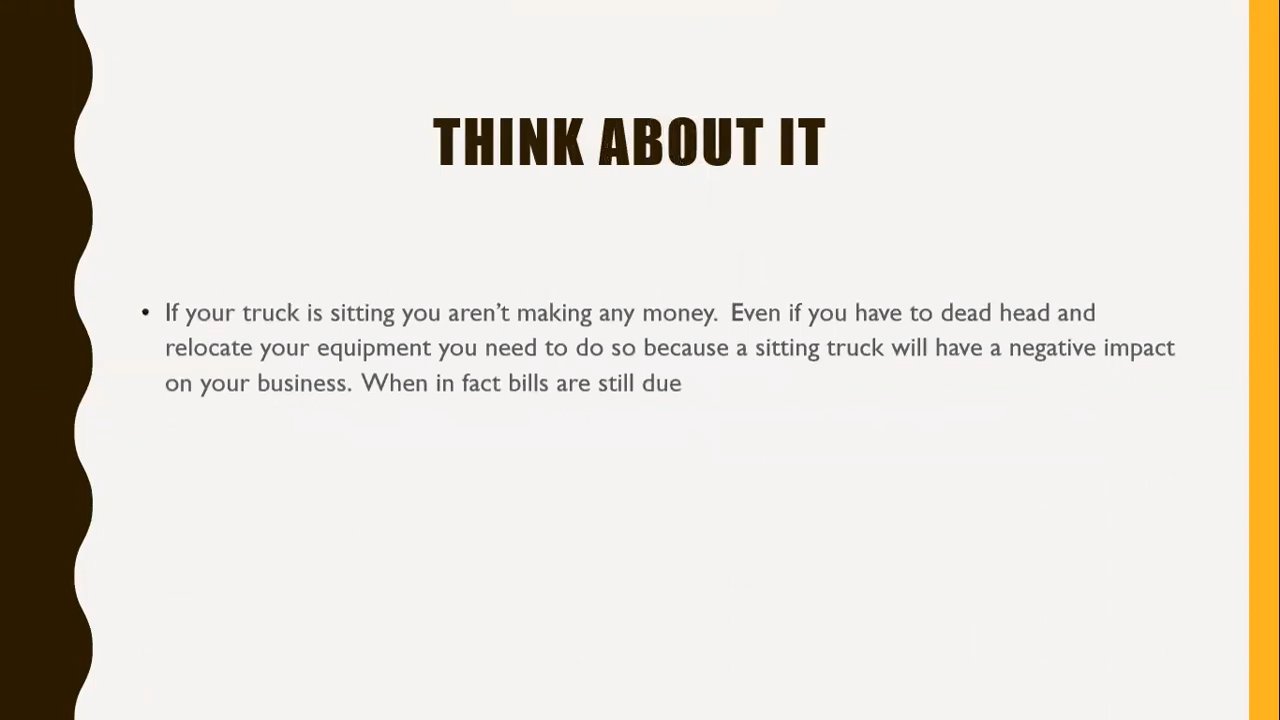 THINK ABOUT IT
• If your truck is sitting you aren’t making any money.  Even if you have to dead head and
relocate your equipment you need to do so because a sitting truck will have a negative impact
on your business.  When in fact bills are still due